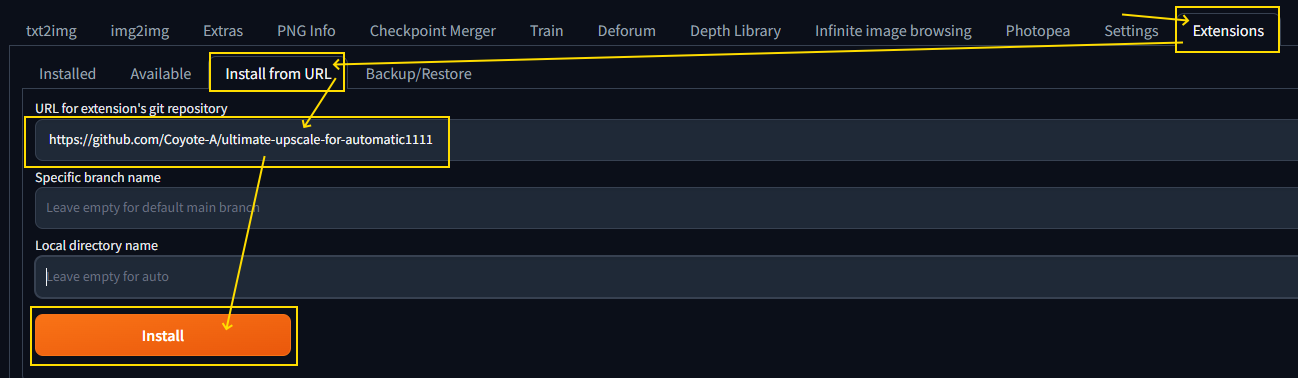 txt2img img2img Extras PNG Info Checkpoint Merger Train Deforum Depth Library Infinite image browsing Photopea Settings Extensions
Installed Available Install from URL Backup/Restore
URL for extension's git repository
https://github.com/Coyote-A/ultimate-upscale-for-automatic1111
Specific branch name
Leave empty for default main branch
Local directory name
Leave empty for auto
Install